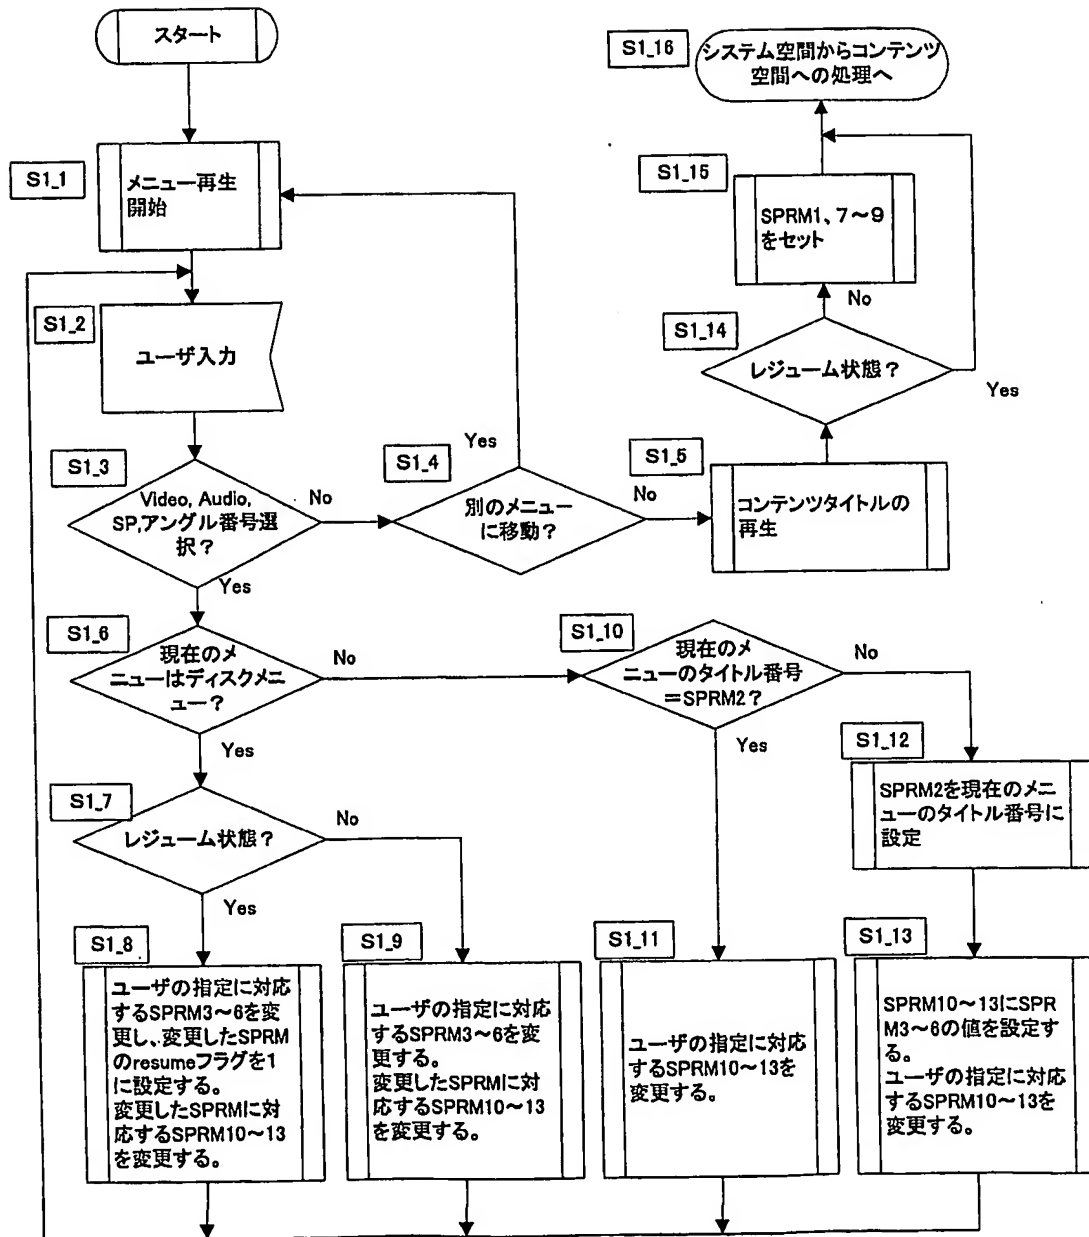 スタート
S1_16
システム空間からコンテンツ
空間への処理へ
S1_1
メニュー再生
開始
S1_15
SPRM1、7～9
をセット
S1_2
ユーザ入力
No
S1_14
レジューム状態？
Yes
S1_3
Video, Audio,
SP,アングル番号選
択？
No
Yes
Yes
S1_4
別のメニュー
に移動？
No
S1_5
コンテンツタイトルの
再生
S1_6
現在のメ
ニューはディスクメニ
ュー？
No
Yes
S1_10
現在のメ
ニューのタイトル番号
＝SPRM2？
No
Yes
S1_12
SPRM2を現在のメニ
ューのタイトル番号に
設定
S1_7
レジューム状態？
No
Yes
S1_8
ユーザの指定に対応
するSPRM3～6を変
更し、変更したSPRM
のresumeフラグを1
に設定する。
変更したSPRMに対
応するSPRM10～13
を変更する。
S1_9
ユーザの指定に対応
するSPRM3～6を変
更する。
変更したSPRMに対
応するSPRM10～13
を変更する。
S1_11
ユーザの指定に対応
するSPRM10～13を
変更する。
S1_13
SPRM10～13にSPR
M3～6の値を設定す
る。
ユーザの指定に対応
するSPRM10～13を
変更する。